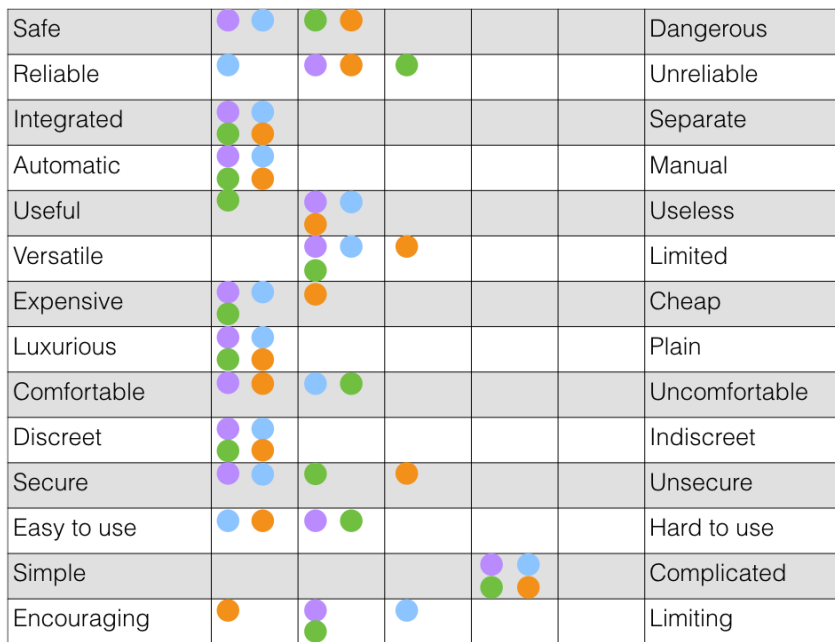 Safe Dangerous
Reliable Unreliable
Integrated Separate
Automatic Manual
Useful Useless
Versatile Limited
Expensive Cheap
Luxurious Plain
Comfortable Uncomfortable
Discreet Indiscreet
Secure Unsecure
Easy to use Hard to use
Simple Complicated
Encouraging Limiting